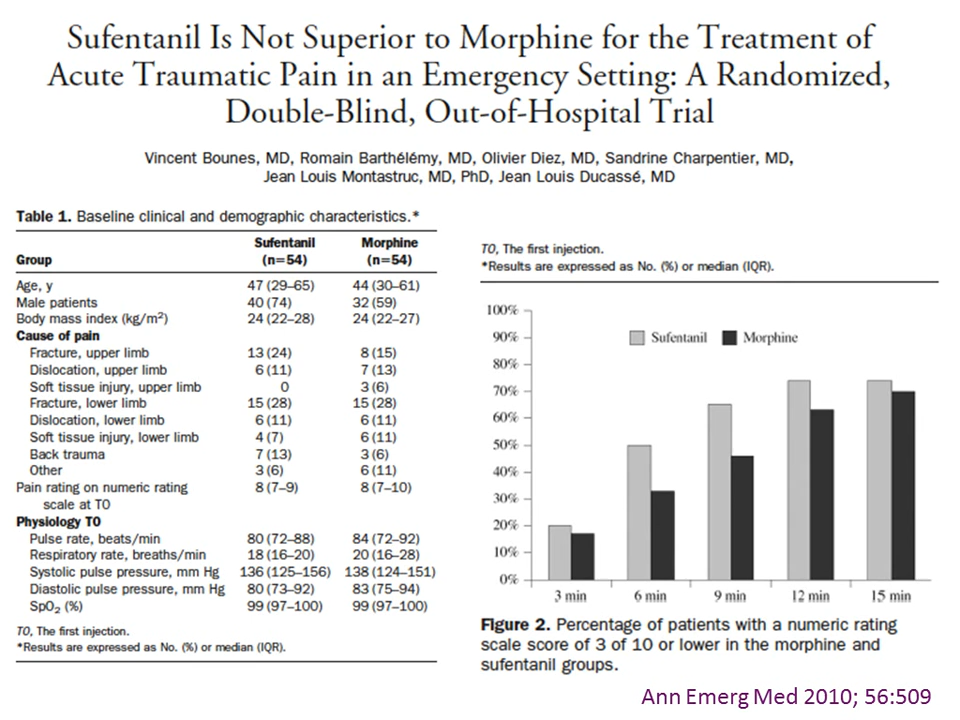 Sufentanil Is Not Superior to Morphine for the Treatment of
Acute Traumatic Pain in an Emergency Setting: A Randomized,
Double-Blind, Out-of-Hospital Trial
Vincent Bounes, MD, Romain Barthélémy, MD, Olivier Diez, MD, Sandrine Charpentier, MD,
Jean Louis Montastruc, MD, PhD, Jean Louis Ducassé, MD
Table 1. Baseline clinical and demographic characteristics.*
Sufentanil Morphine
Group (n=54) (n=54)
Age, y 47 (29–65) 44 (30–61)
Male patients 40 (74) 32 (59)
Body mass index (kg/m²) 24 (22–28) 24 (22–27)
Cause of pain
Fracture, upper limb 13 (24) 8 (15)
Dislocation, upper limb 6 (11) 7 (13)
Soft tissue injury, upper limb 0 3 (6)
Fracture, lower limb 15 (28) 15 (28)
Dislocation, lower limb 6 (11) 6 (11)
Soft tissue injury, lower limb 4 (7) 6 (11)
Back trauma 7 (13) 3 (6)
Other 3 (6) 6 (11)
Pain rating on numeric rating 8 (7–9) 8 (7–10)
scale at T0
Physiology T0
Pulse rate, beats/min 80 (72–88) 84 (72–92)
Respiratory rate, breaths/min 18 (16–20) 20 (16–28)
Systolic pulse pressure, mm Hg 136 (125–156) 138 (124–151)
Diastolic pulse pressure, mm Hg 80 (73–92) 83 (75–94)
SpO₂ (%) 99 (97–100) 99 (97–100)
T0, The first injection.
*Results are expressed as No. (%) or median (IQR).
T0, The first injection.
*Results are expressed as No. (%) or median (IQR).
100%
90%
80%
70%
60%
50%
40%
30%
20%
10%
0%
Sufentanil Morphine
3 min 6 min 9 min 12 min 15 min
Figure 2. Percentage of patients with a numeric rating
scale score of 3 of 10 or lower in the morphine and
sufentanil groups.
Ann Emerg Med 2010; 56:509